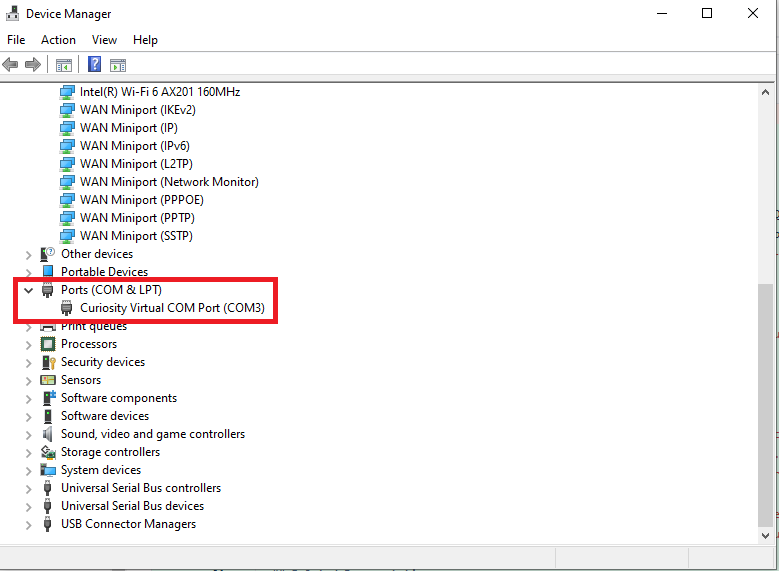 Device Manager
File Action View Help
Intel(R) Wi-Fi 6 AX201 160MHz
WAN Miniport (IKEv2)
WAN Miniport (IP)
WAN Miniport (IPv6)
WAN Miniport (L2TP)
WAN Miniport (Network Monitor)
WAN Miniport (PPPOE)
WAN Miniport (PPTP)
WAN Miniport (SSTP)
Other devices
Portable Devices
Ports (COM & LPT)
Curiosity Virtual COM Port (COM3)
Print queues
Processors
Security devices
Sensors
Software components
Software devices
Sound, video and game controllers
Storage controllers
System devices
Universal Serial Bus controllers
Universal Serial Bus devices
USB Connector Managers